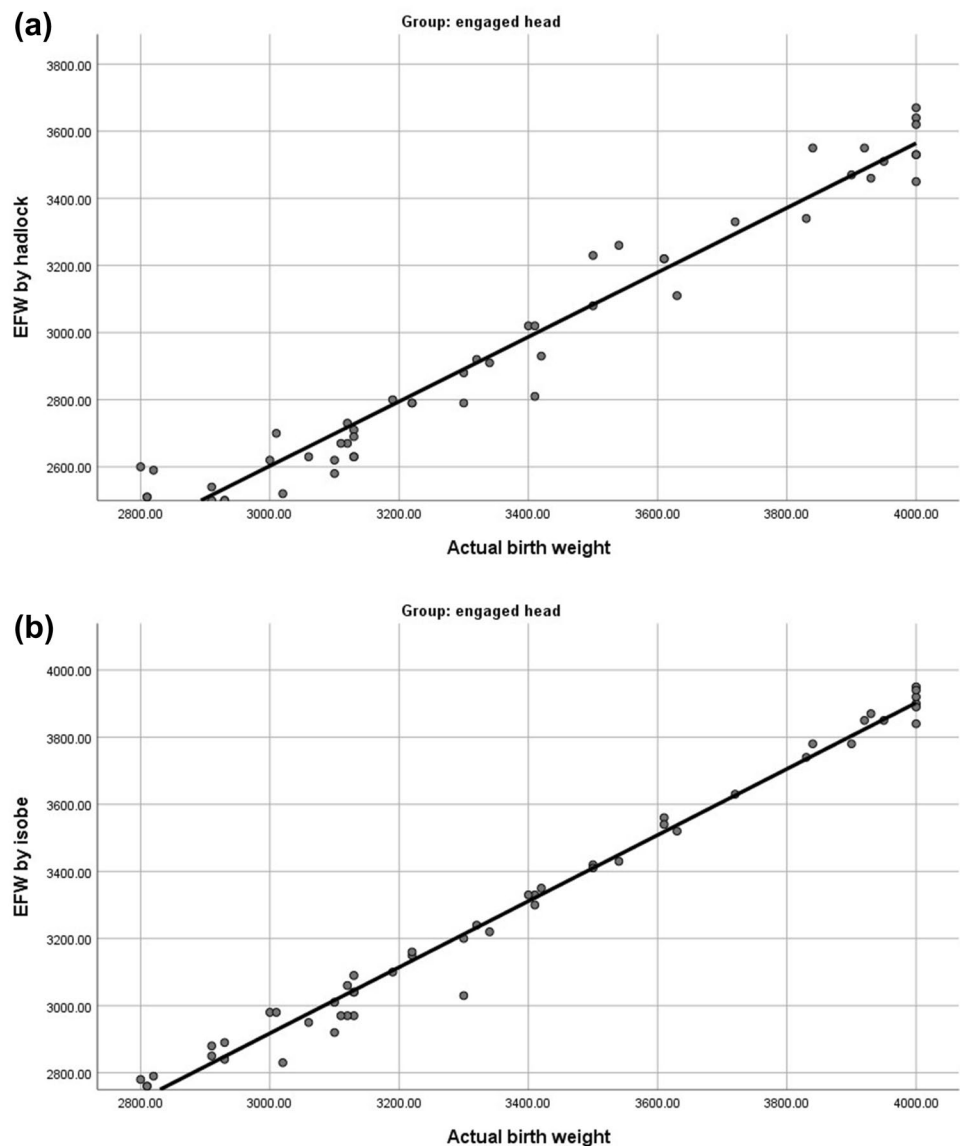 (a)
Group: engaged head
3800.00
3600.00
3400.00
3200.00
3000.00
2800.00
2600.00
EFW by hadlock
2800.00 3000.00 3200.00 3400.00 3600.00 3800.00 4000.00
Actual birth weight
(b)
Group: engaged head
4000.00
3800.00
3600.00
3400.00
3200.00
3000.00
2800.00
EFW by isobe
2800.00 3000.00 3200.00 3400.00 3600.00 3800.00 4000.00
Actual birth weight